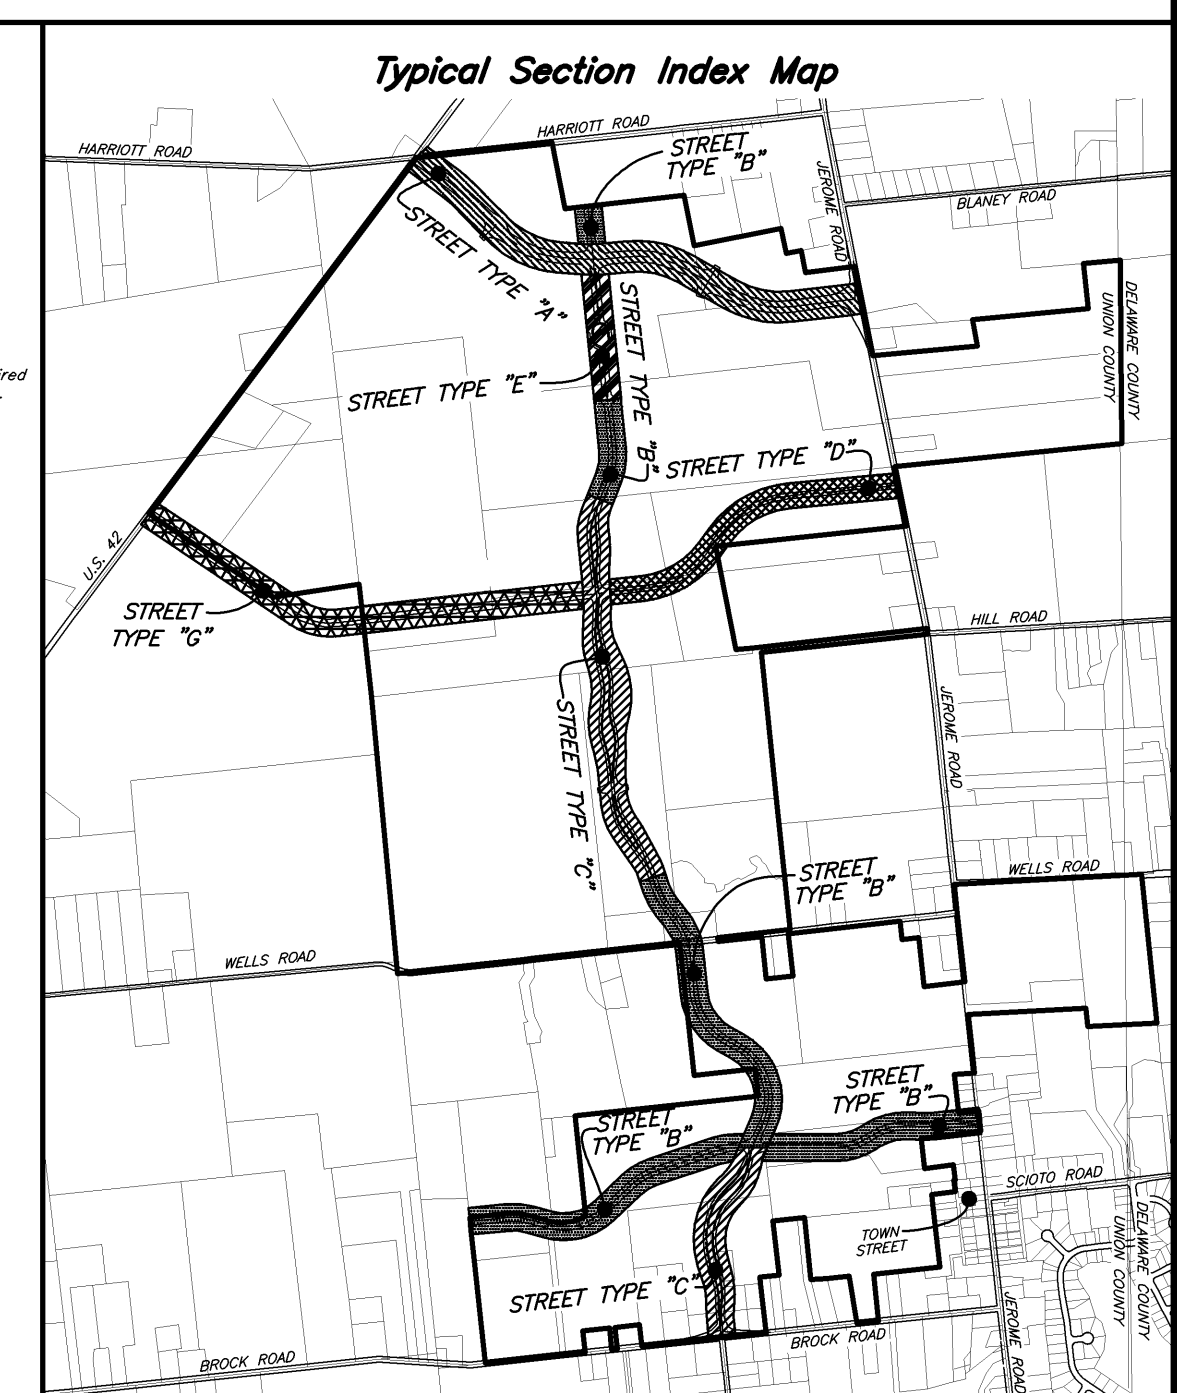 Typical Section Index Map
HARRIOTT ROAD
HARRIOTT ROAD
STREET
TYPE "B"
JEROME ROAD
BLANEY ROAD
STREET TYPE "A"
STREET TYPE "B"
DELAWARE COUNTY
UNION COUNTY
STREET TYPE "E"
STREET TYPE "D"
U.S. 42
STREET
TYPE "G"
HILL ROAD
JEROME ROAD
STREET TYPE "C"
STREET
TYPE "B"
WELLS ROAD
WELLS ROAD
STREET
TYPE "B"
STREET
TYPE "B"
SCIOTO ROAD
TOWN
STREET
DELAWARE COUNTY
UNION COUNTY
STREET TYPE "C"
JEROME ROAD
BROCK ROAD
BROCK ROAD